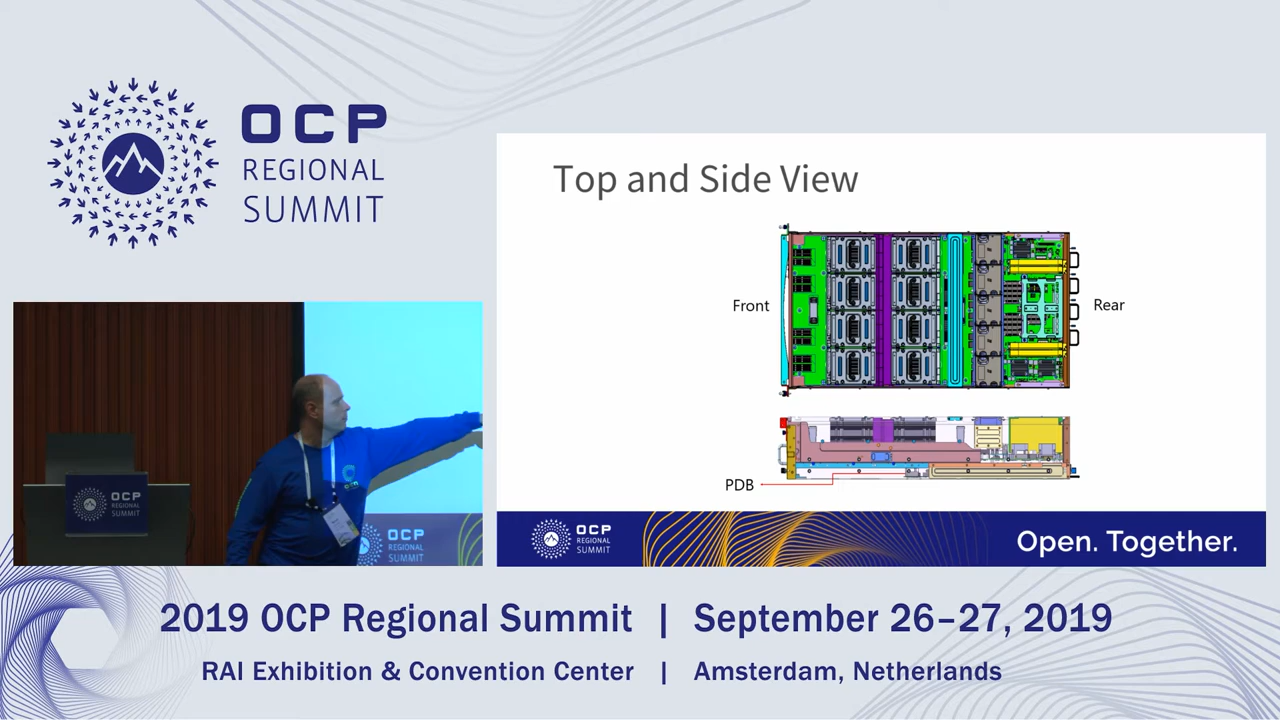 OCP
REGIONAL
SUMMIT
Top and Side View
Front
Rear
PDB
OCP
REGIONAL
SUMMIT
OCP
REGIONAL
SUMMIT
OCP
REGIONAL
SUMMIT
Open. Together.
2019 OCP Regional Summit | September 26–27, 2019
RAI Exhibition & Convention Center | Amsterdam, Netherlands